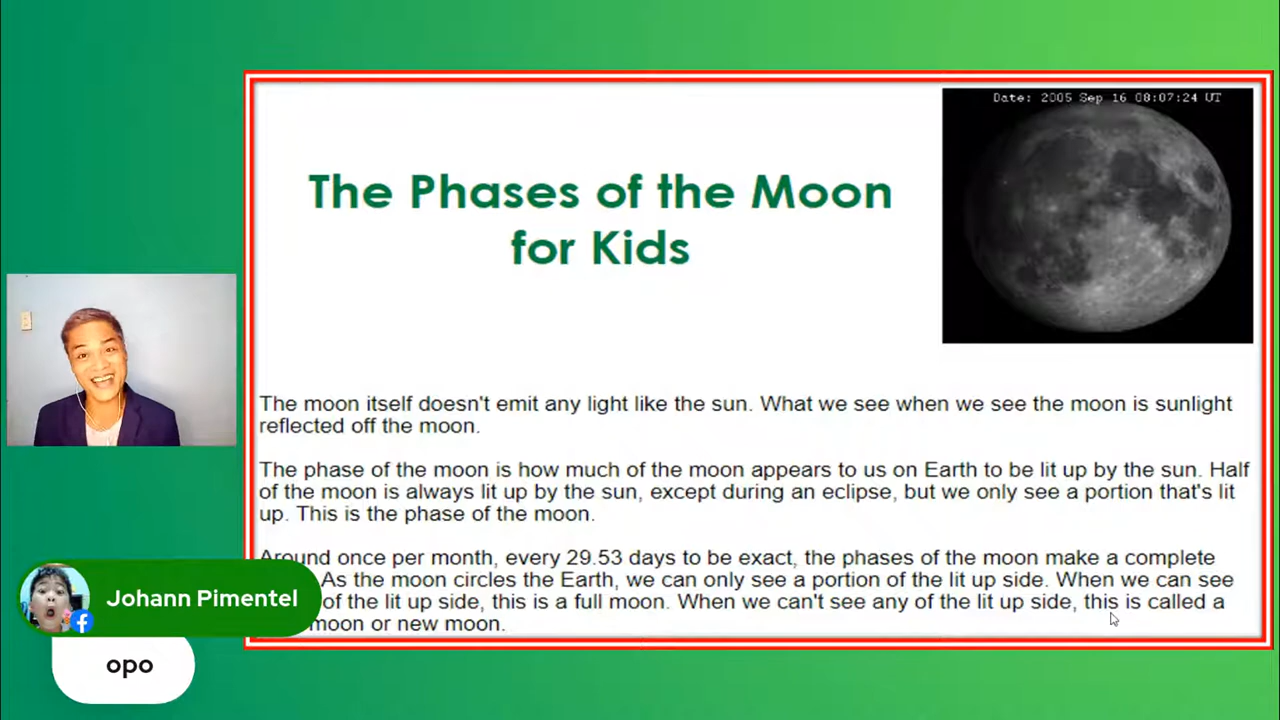 Date: 2005 Sep 16 08:07:24 UT
The Phases of the Moon
for Kids
The moon itself doesn't emit any light like the sun. What we see when we see the moon is sunlight
reflected off the moon.
The phase of the moon is how much of the moon appears to us on Earth to be lit up by the sun. Half
of the moon is always lit up by the sun, except during an eclipse, but we only see a portion that's lit
up. This is the phase of the moon.
Around once per month, every 29.53 days to be exact, the phases of the moon make a complete
As the moon circles the Earth, we can only see a portion of the lit up side. When we can see
of the lit up side, this is a full moon. When we can't see any of the lit up side, this is called a
moon or new moon.
Johann Pimentel
opo